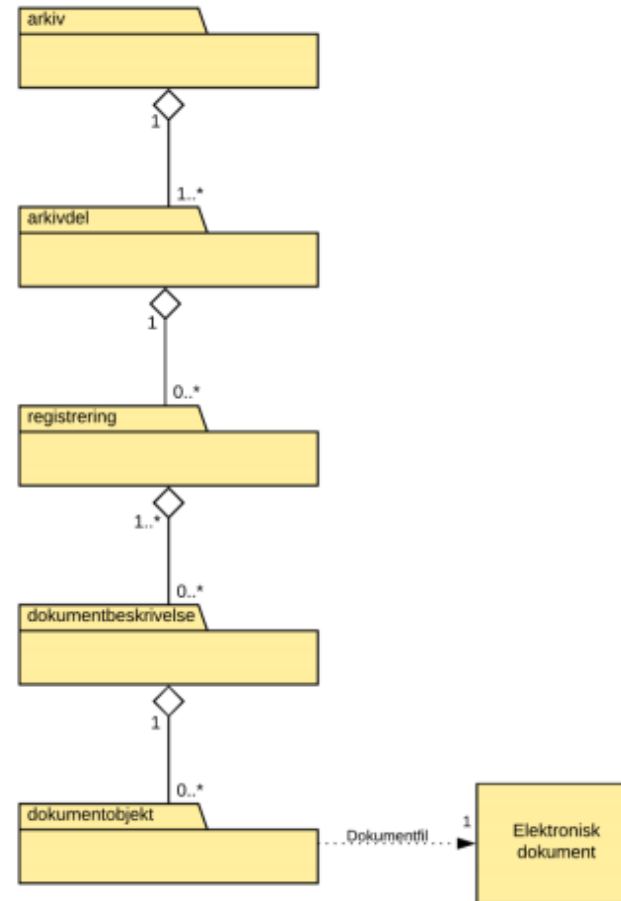 arkiv
1
1..*
arkivdel
1
0..*
registrering
1..*
0..*
dokumentbeskrivelse
1
0..*
dokumentobjekt
Dokumentfil
1
Elektronisk
dokument